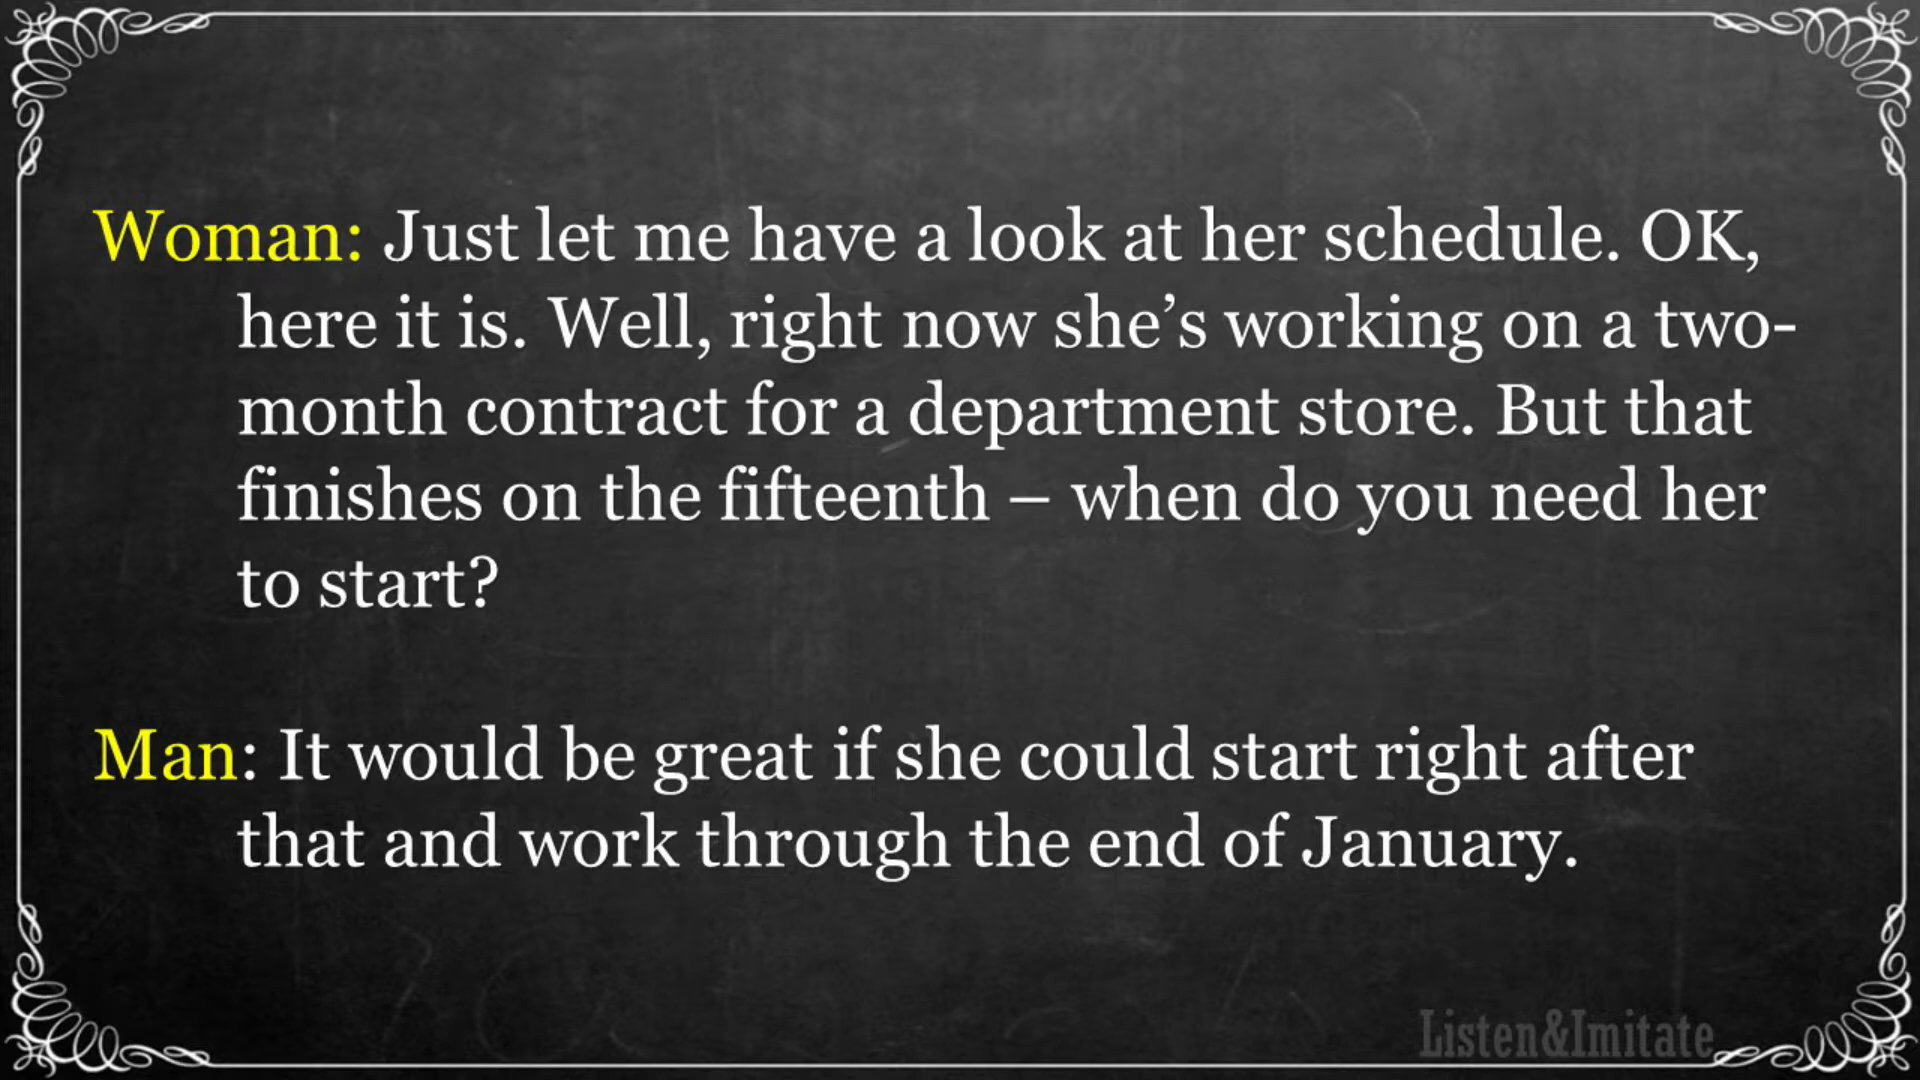 Woman: Just let me have a look at her schedule. OK,
here it is. Well, right now she’s working on a two-
month contract for a department store. But that
finishes on the fifteenth – when do you need her
to start?
Man: It would be great if she could start right after
that and work through the end of January.
Listen&Imitate